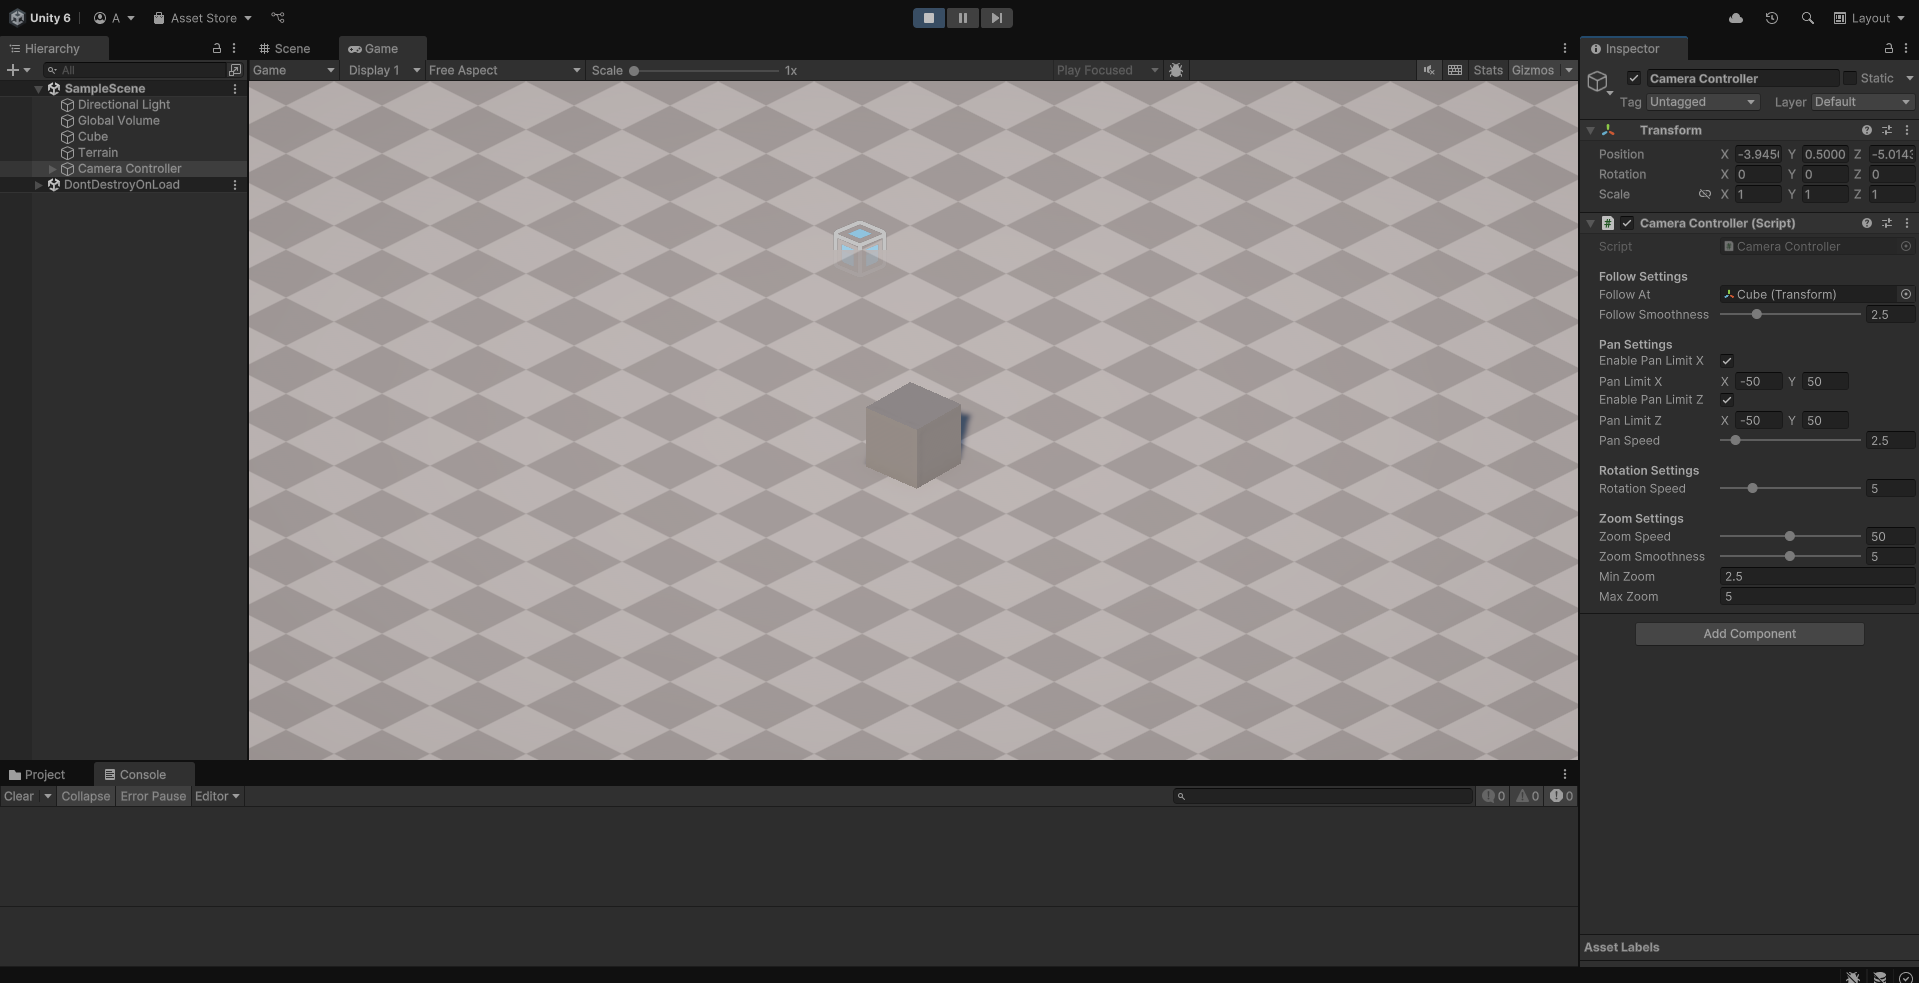 Unity 6 A Asset Store Layout
Hierarchy Scene Game Inspector
All Game Display 1 Free Aspect Scale 1x Play Focused Stats Gizmos
SampleScene
Directional Light
Global Volume
Cube
Terrain
Camera Controller
DontDestroyOnLoad
Camera Controller Static
Tag Untagged Layer Default
Transform
Position X -3.945 Y 0.5000 Z -5.014
Rotation X 0 Y 0 Z 0
Scale X 1 Y 1 Z 1
# Camera Controller (Script)
Script Camera Controller
Follow Settings
Follow At Cube (Transform)
Follow Smoothness 2.5
Pan Settings
Enable Pan Limit X
Pan Limit X X -50 Y 50
Enable Pan Limit Z
Pan Limit Z X -50 Y 50
Pan Speed 2.5
Rotation Settings
Rotation Speed 5
Zoom Settings
Zoom Speed 50
Zoom Smoothness 5
Min Zoom 2.5
Max Zoom 5
Add Component
Project Console
Clear Collapse Error Pause Editor 0 0 0
Asset Labels